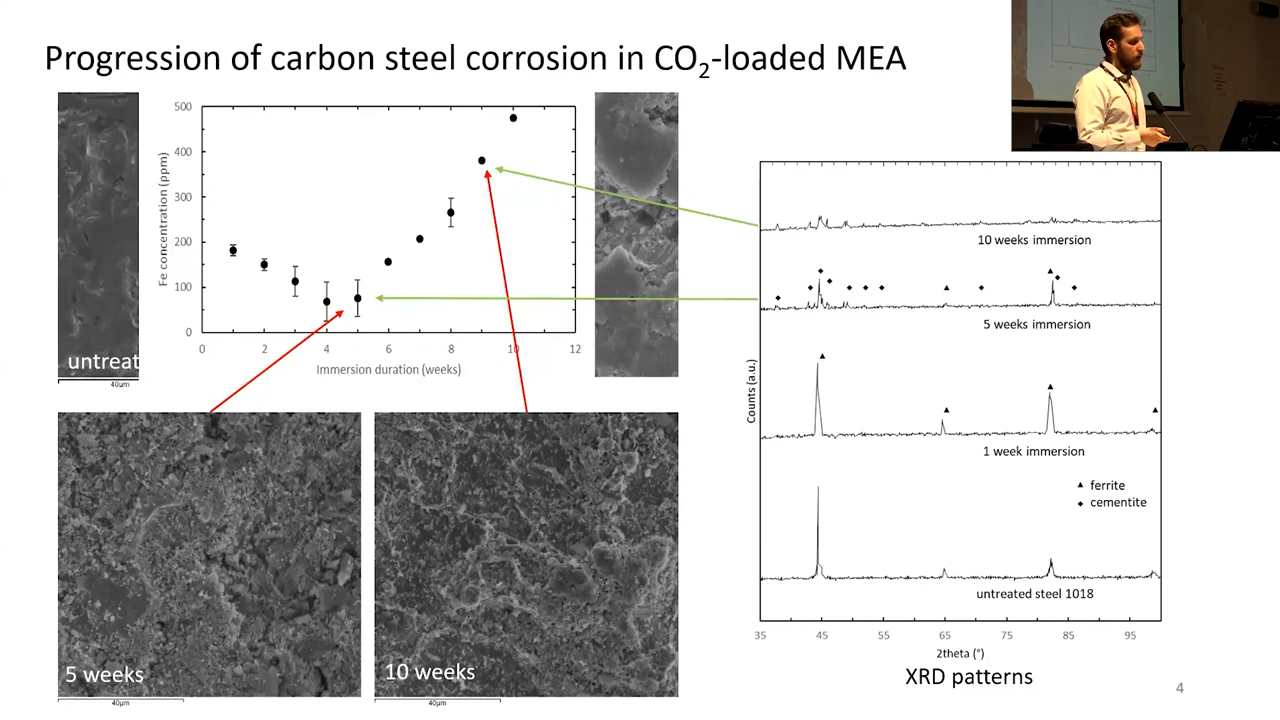 Progression of carbon steel corrosion in CO₂-loaded MEA
untreat
40μm
Fe concentration (ppm)
500
400
300
200
100
0
0 2 4 6 8 10 12
Immersion duration (weeks)
5 weeks
40μm
10 weeks
40μm
Counts (a.u.)
10 weeks immersion
5 weeks immersion
1 week immersion
▲ ferrite
◆ cementite
untreated steel 1018
35 45 55 65 75 85 95
2theta (°)
XRD patterns
4